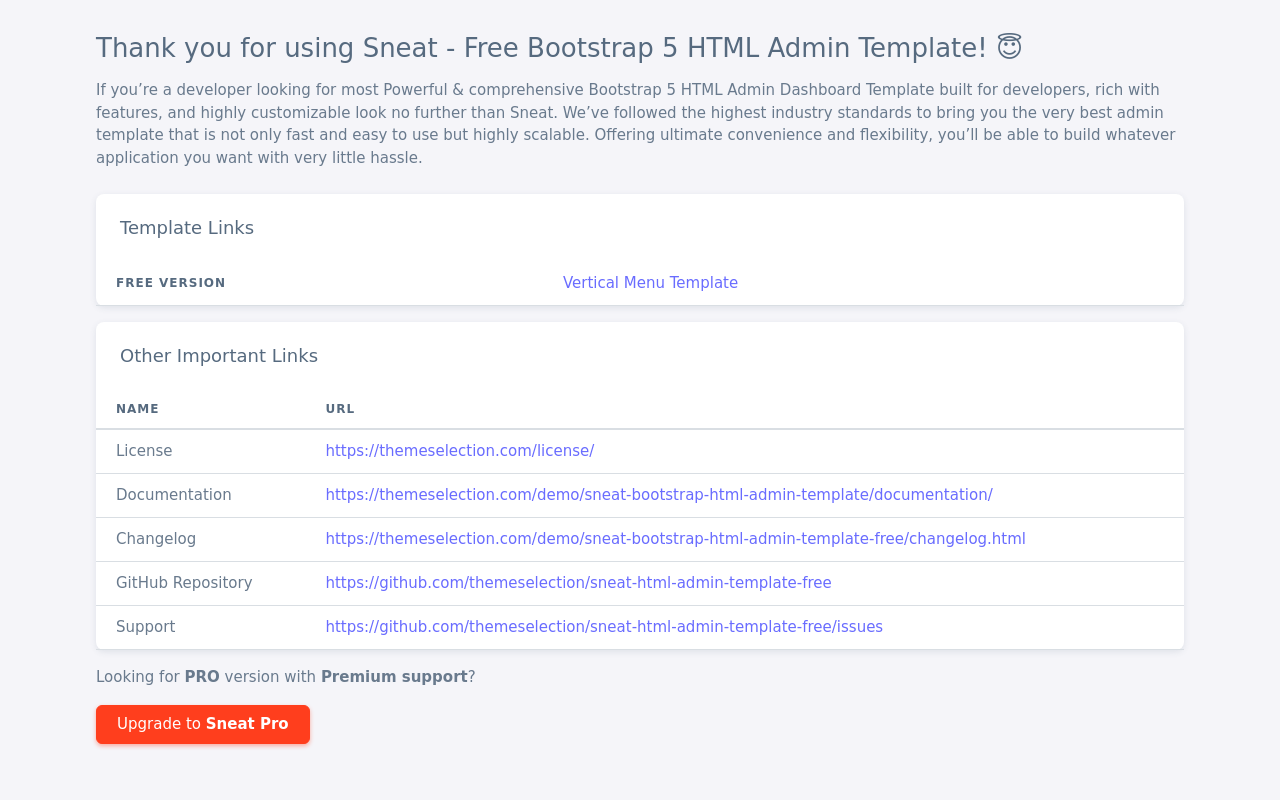 Thank you for using Sneat - Free Bootstrap 5 HTML Admin Template! 😇
If you’re a developer looking for most Powerful & comprehensive Bootstrap 5 HTML Admin Dashboard Template built for developers, rich with
features, and highly customizable look no further than Sneat. We’ve followed the highest industry standards to bring you the very best admin
template that is not only fast and easy to use but highly scalable. Offering ultimate convenience and flexibility, you’ll be able to build whatever
application you want with very little hassle.
Template Links
FREE VERSION Vertical Menu Template
Other Important Links
NAME URL
License https://themeselection.com/license/
Documentation https://themeselection.com/demo/sneat-bootstrap-html-admin-template/documentation/
Changelog https://themeselection.com/demo/sneat-bootstrap-html-admin-template-free/changelog.html
GitHub Repository https://github.com/themeselection/sneat-html-admin-template-free
Support https://github.com/themeselection/sneat-html-admin-template-free/issues
Looking for PRO version with Premium support?
Upgrade to Sneat Pro